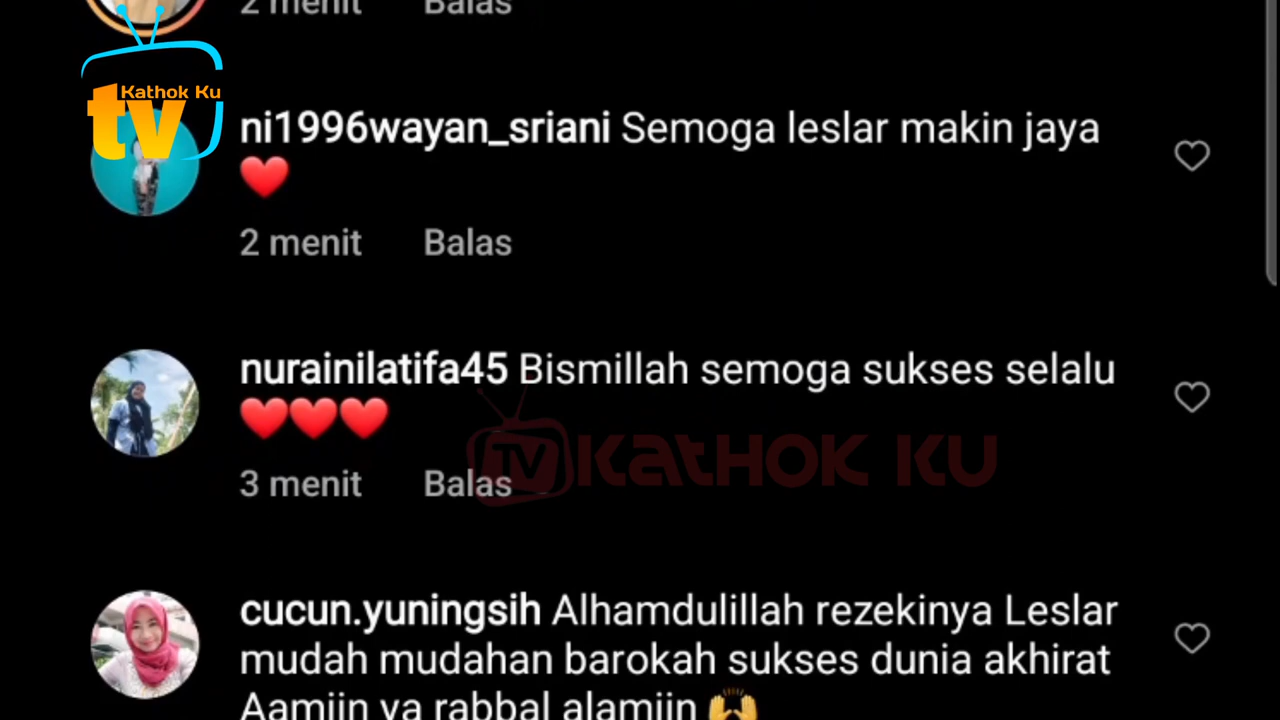 2 menit Balas
Kathok Ku
tv
ni1996wayan_sriani Semoga leslar makin jaya
❤️
2 menit Balas
nurainilatifa45 Bismillah semoga sukses selalu
❤️❤️❤️
TV KATHOK KU
3 menit Balas
cucun.yuningsih Alhamdulillah rezekinya Leslar
mudah mudahan barokah sukses dunia akhirat
Aamiin ya rabbal alamiin 🙌